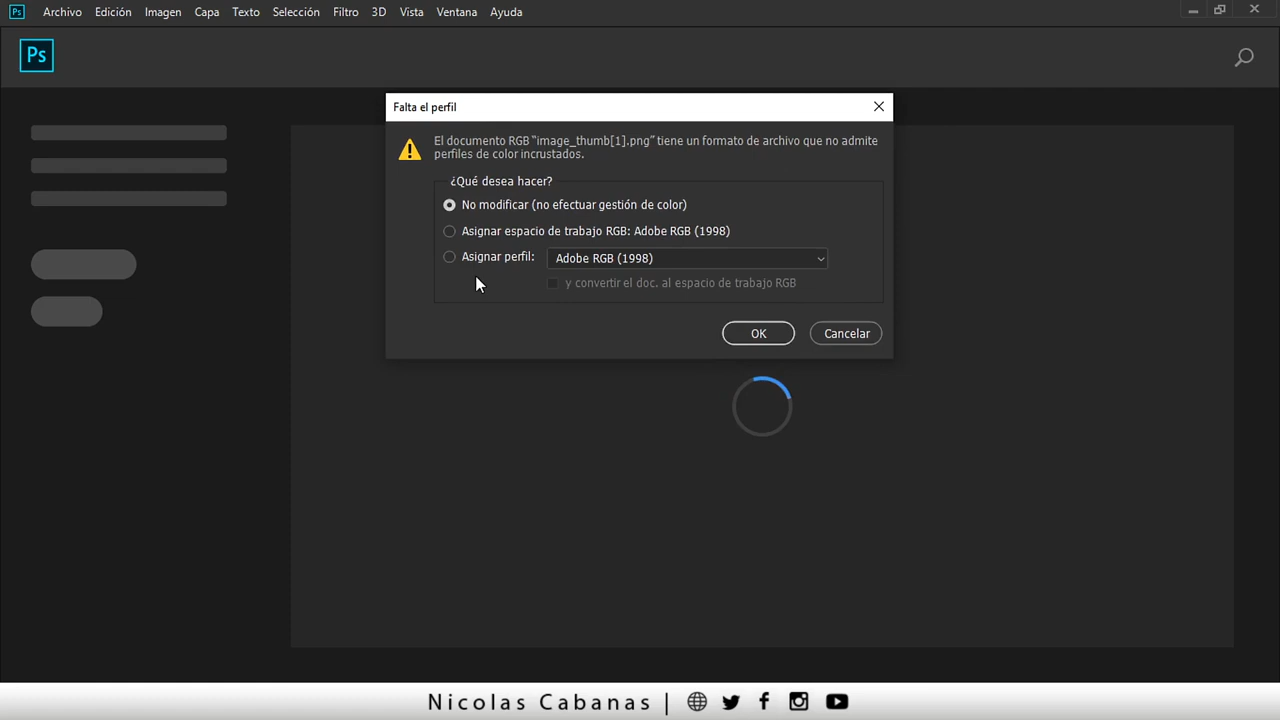 Ps Archivo Edición Imagen Capa Texto Selección Filtro 3D Vista Ventana Ayuda
Ps
Falta el perfil
El documento RGB "image_thumb[1].png" tiene un formato de archivo que no admite
perfiles de color incrustados.
¿Qué desea hacer?
No modificar (no efectuar gestión de color)
Asignar espacio de trabajo RGB: Adobe RGB (1998)
Asignar perfil: Adobe RGB (1998)
y convertir el doc. al espacio de trabajo RGB
OK Cancelar
Nicolas Cabanas |